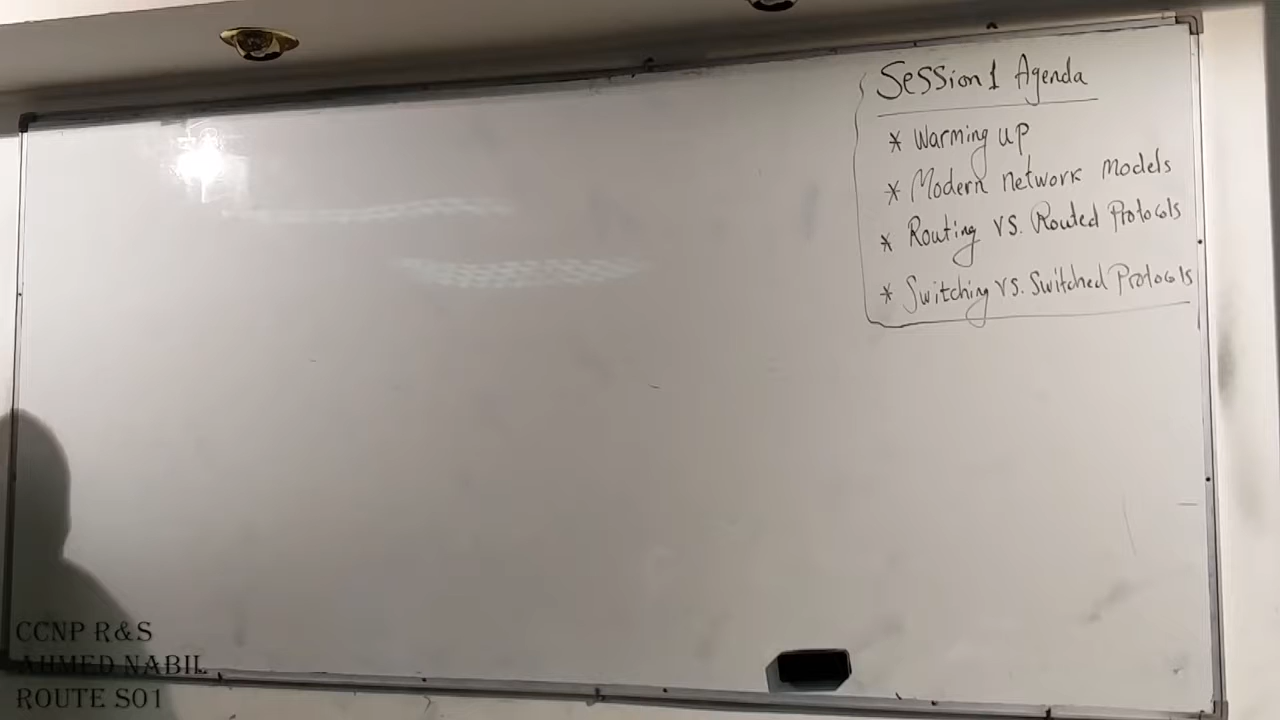 Session 1 Agenda
* Warming up
* Modern network Models
* Routing vs. Routed Protocols
* Switching vs. Switched Protocols
CCNP R&S
AHMED NABIL
ROUTE S01